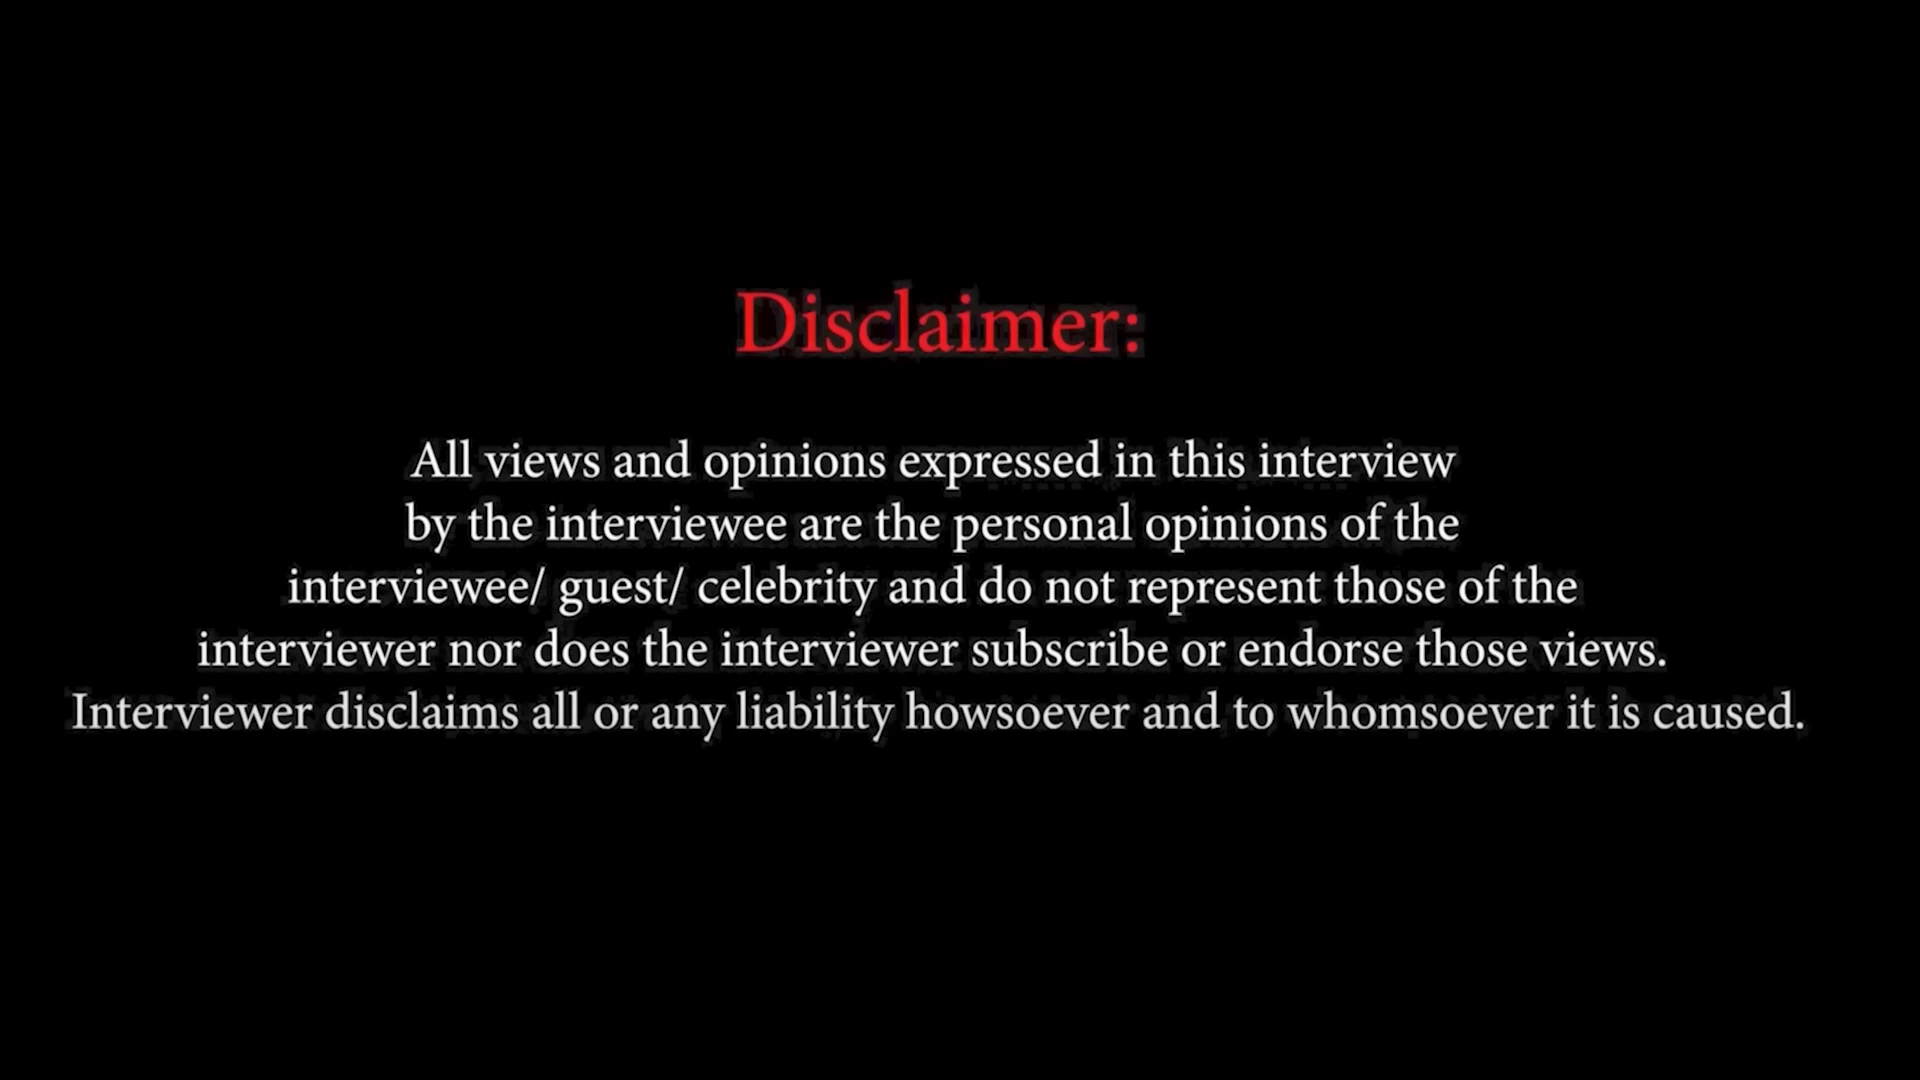 Disclaimer:
All views and opinions expressed in this interview
by the interviewee are the personal opinions of the
interviewee/ guest/ celebrity and do not represent those of the
interviewer nor does the interviewer subscribe or endorse those views.
Interviewer disclaims all or any liability howsoever and to whomsoever it is caused.